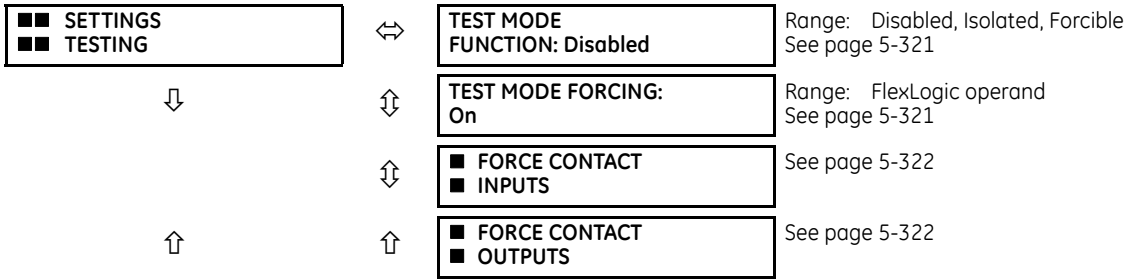 ■■ SETTINGS
■■ TESTING
TEST MODE
FUNCTION: Disabled
Range: Disabled, Isolated, Forcible
See page 5-321
TEST MODE FORCING:
On
Range: FlexLogic operand
See page 5-321
■ FORCE CONTACT
■ INPUTS
See page 5-322
■ FORCE CONTACT
■ OUTPUTS
See page 5-322